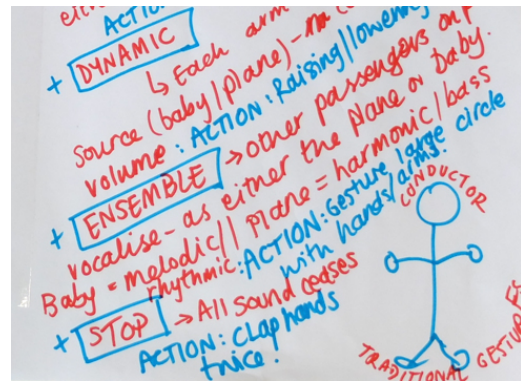 ACTION
+ DYNAMIC
↳ Each arm
source (baby/plane) -
volume : ACTION: Raising/lowering
+ ENSEMBLE → other passengers on
vocalise - as either the plane or baby.
Baby = melodic// plane = harmonic/bass
rhythmic: ACTION: Gesture large circle
with hands/arms.
+ STOP → All sound ceases
ACTION: Clap hands
twice.
CONDUCTOR
TRADITIONAL GESTUR